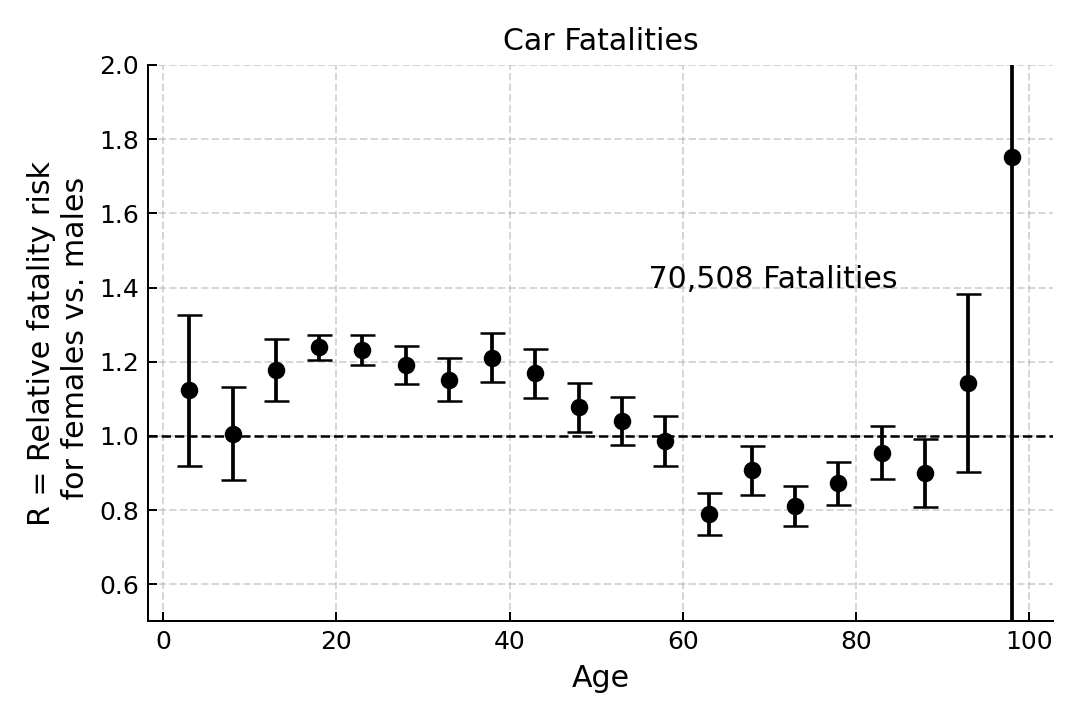 Car Fatalities
R = Relative fatality risk
for females vs. males
2.0
1.8
1.6
1.4
1.2
1.0
0.8
0.6
70,508 Fatalities
0
20
40
60
80
100
Age